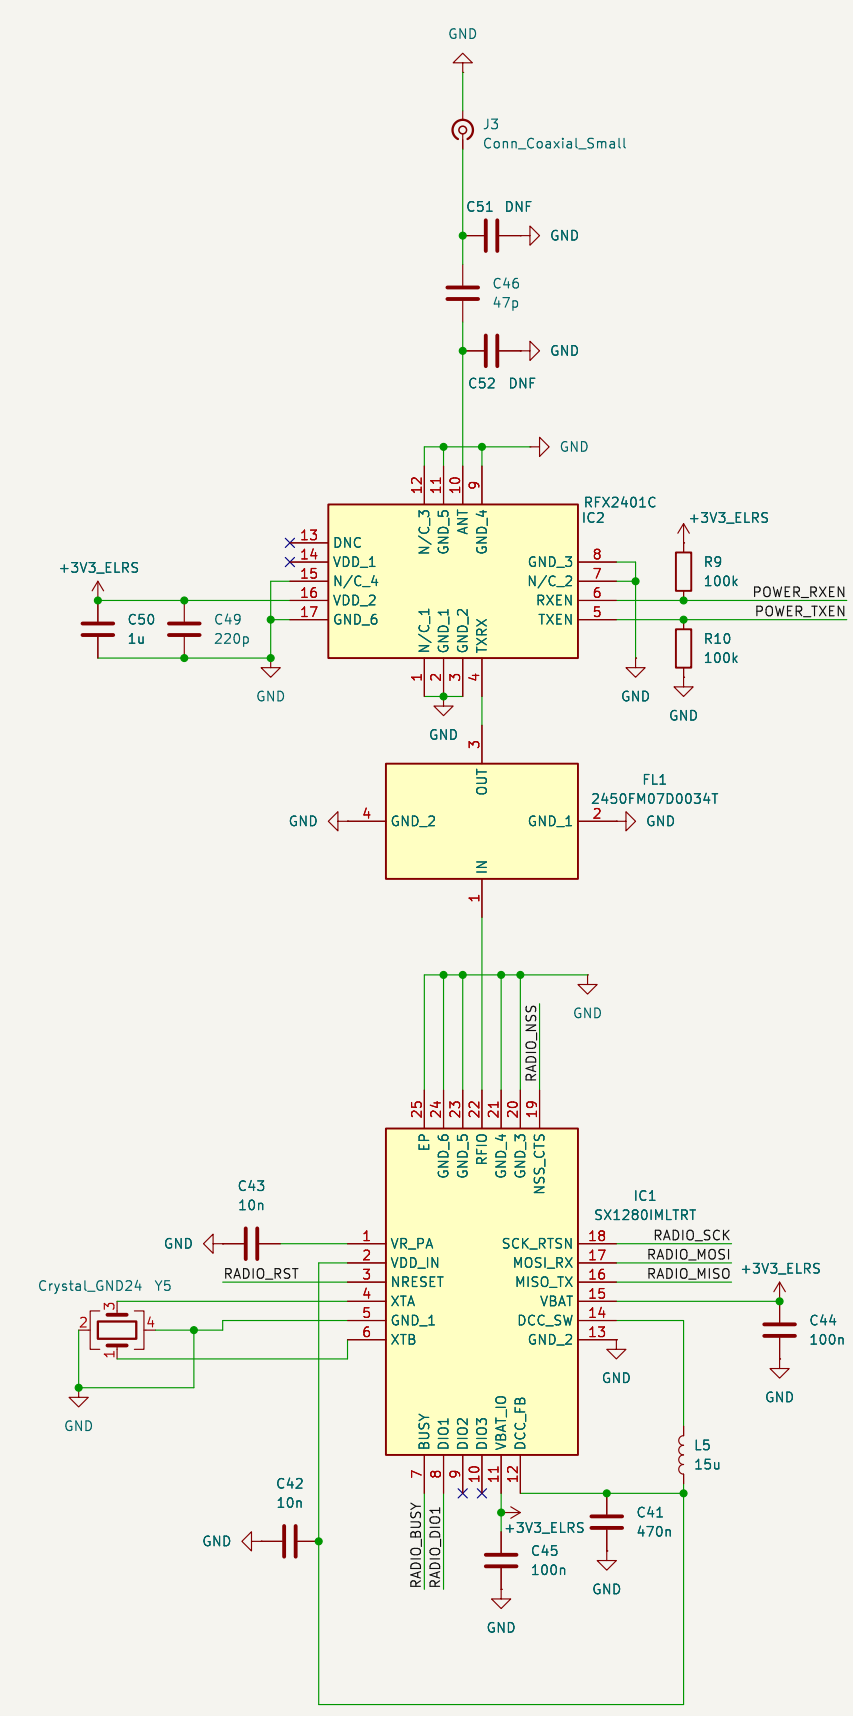 GND
J3
Conn_Coaxial_Small
C51 DNF
GND
C46
47p
GND
C52 DNF
GND
12
11
10
9
RFX2401C
IC2
N/C_3
GND_5
ANT
GND_4
13 DNC
14 VDD_1
15 N/C_4
16 VDD_2
17 GND_6
GND_3 8
N/C_2 7
RXEN 6
TXEN 5
+3V3_ELRS
R9
100k
POWER_RXEN
POWER_TXEN
R10
100k
GND
GND
+3V3_ELRS
C50
1u
C49
220p
GND
N/C_1
GND_1
GND_2
TXRX
1
2
3
4
GND
3
OUT
FL1
2450FM07D0034T
GND
4 GND_2
GND_1 2
GND
IN
1
GND
RADIO_NSS
25
24
23
22
21
20
19
EP
GND_6
GND_5
RFIO
GND_4
GND_3
NSS_CTS
IC1
SX1280IMLTRT
C43
10n
GND
1 VR_PA
2 VDD_IN
RADIO_RST
3 NRESET
4 XTA
5 GND_1
6 XTB
SCK_RTSN 18 RADIO_SCK
MOSI_RX 17 RADIO_MOSI
MISO_TX 16 RADIO_MISO
VBAT 15
DCC_SW 14
GND_2 13
+3V3_ELRS
C44
100n
GND
GND
Crystal_GND24 Y5
3
2
4
1
GND
BUSY
DIO1
DIO2
DIO3
VBAT_IO
DCC_FB
7
8
9
10
11
12
L5
15u
C42
10n
GND
RADIO_BUSY
RADIO_DIO1
+3V3_ELRS
C45
100n
GND
C41
470n
GND